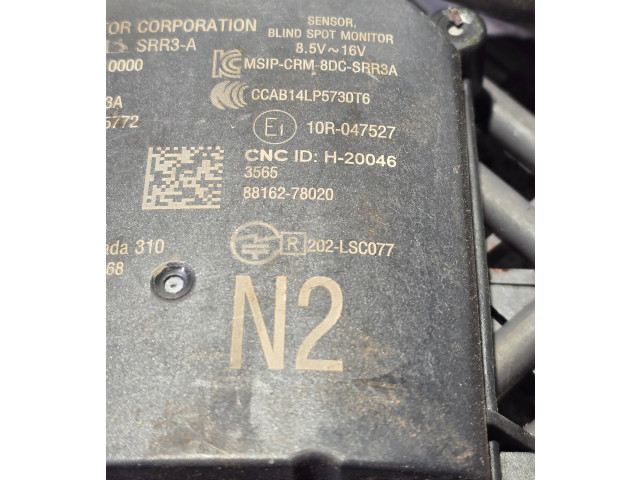 TOR CORPORATION
SENSOR,
BLIND SPOT MONITOR
SRR3-A
8.5V~16V
0000
MSIP-CRM-8DC-SRR3A
3A
CCAB14LP5730T6
5772
E1 10R-047527
CNC ID: H-20046
3565
88162-78020
ada 310
R 202-LSC077
68
N2